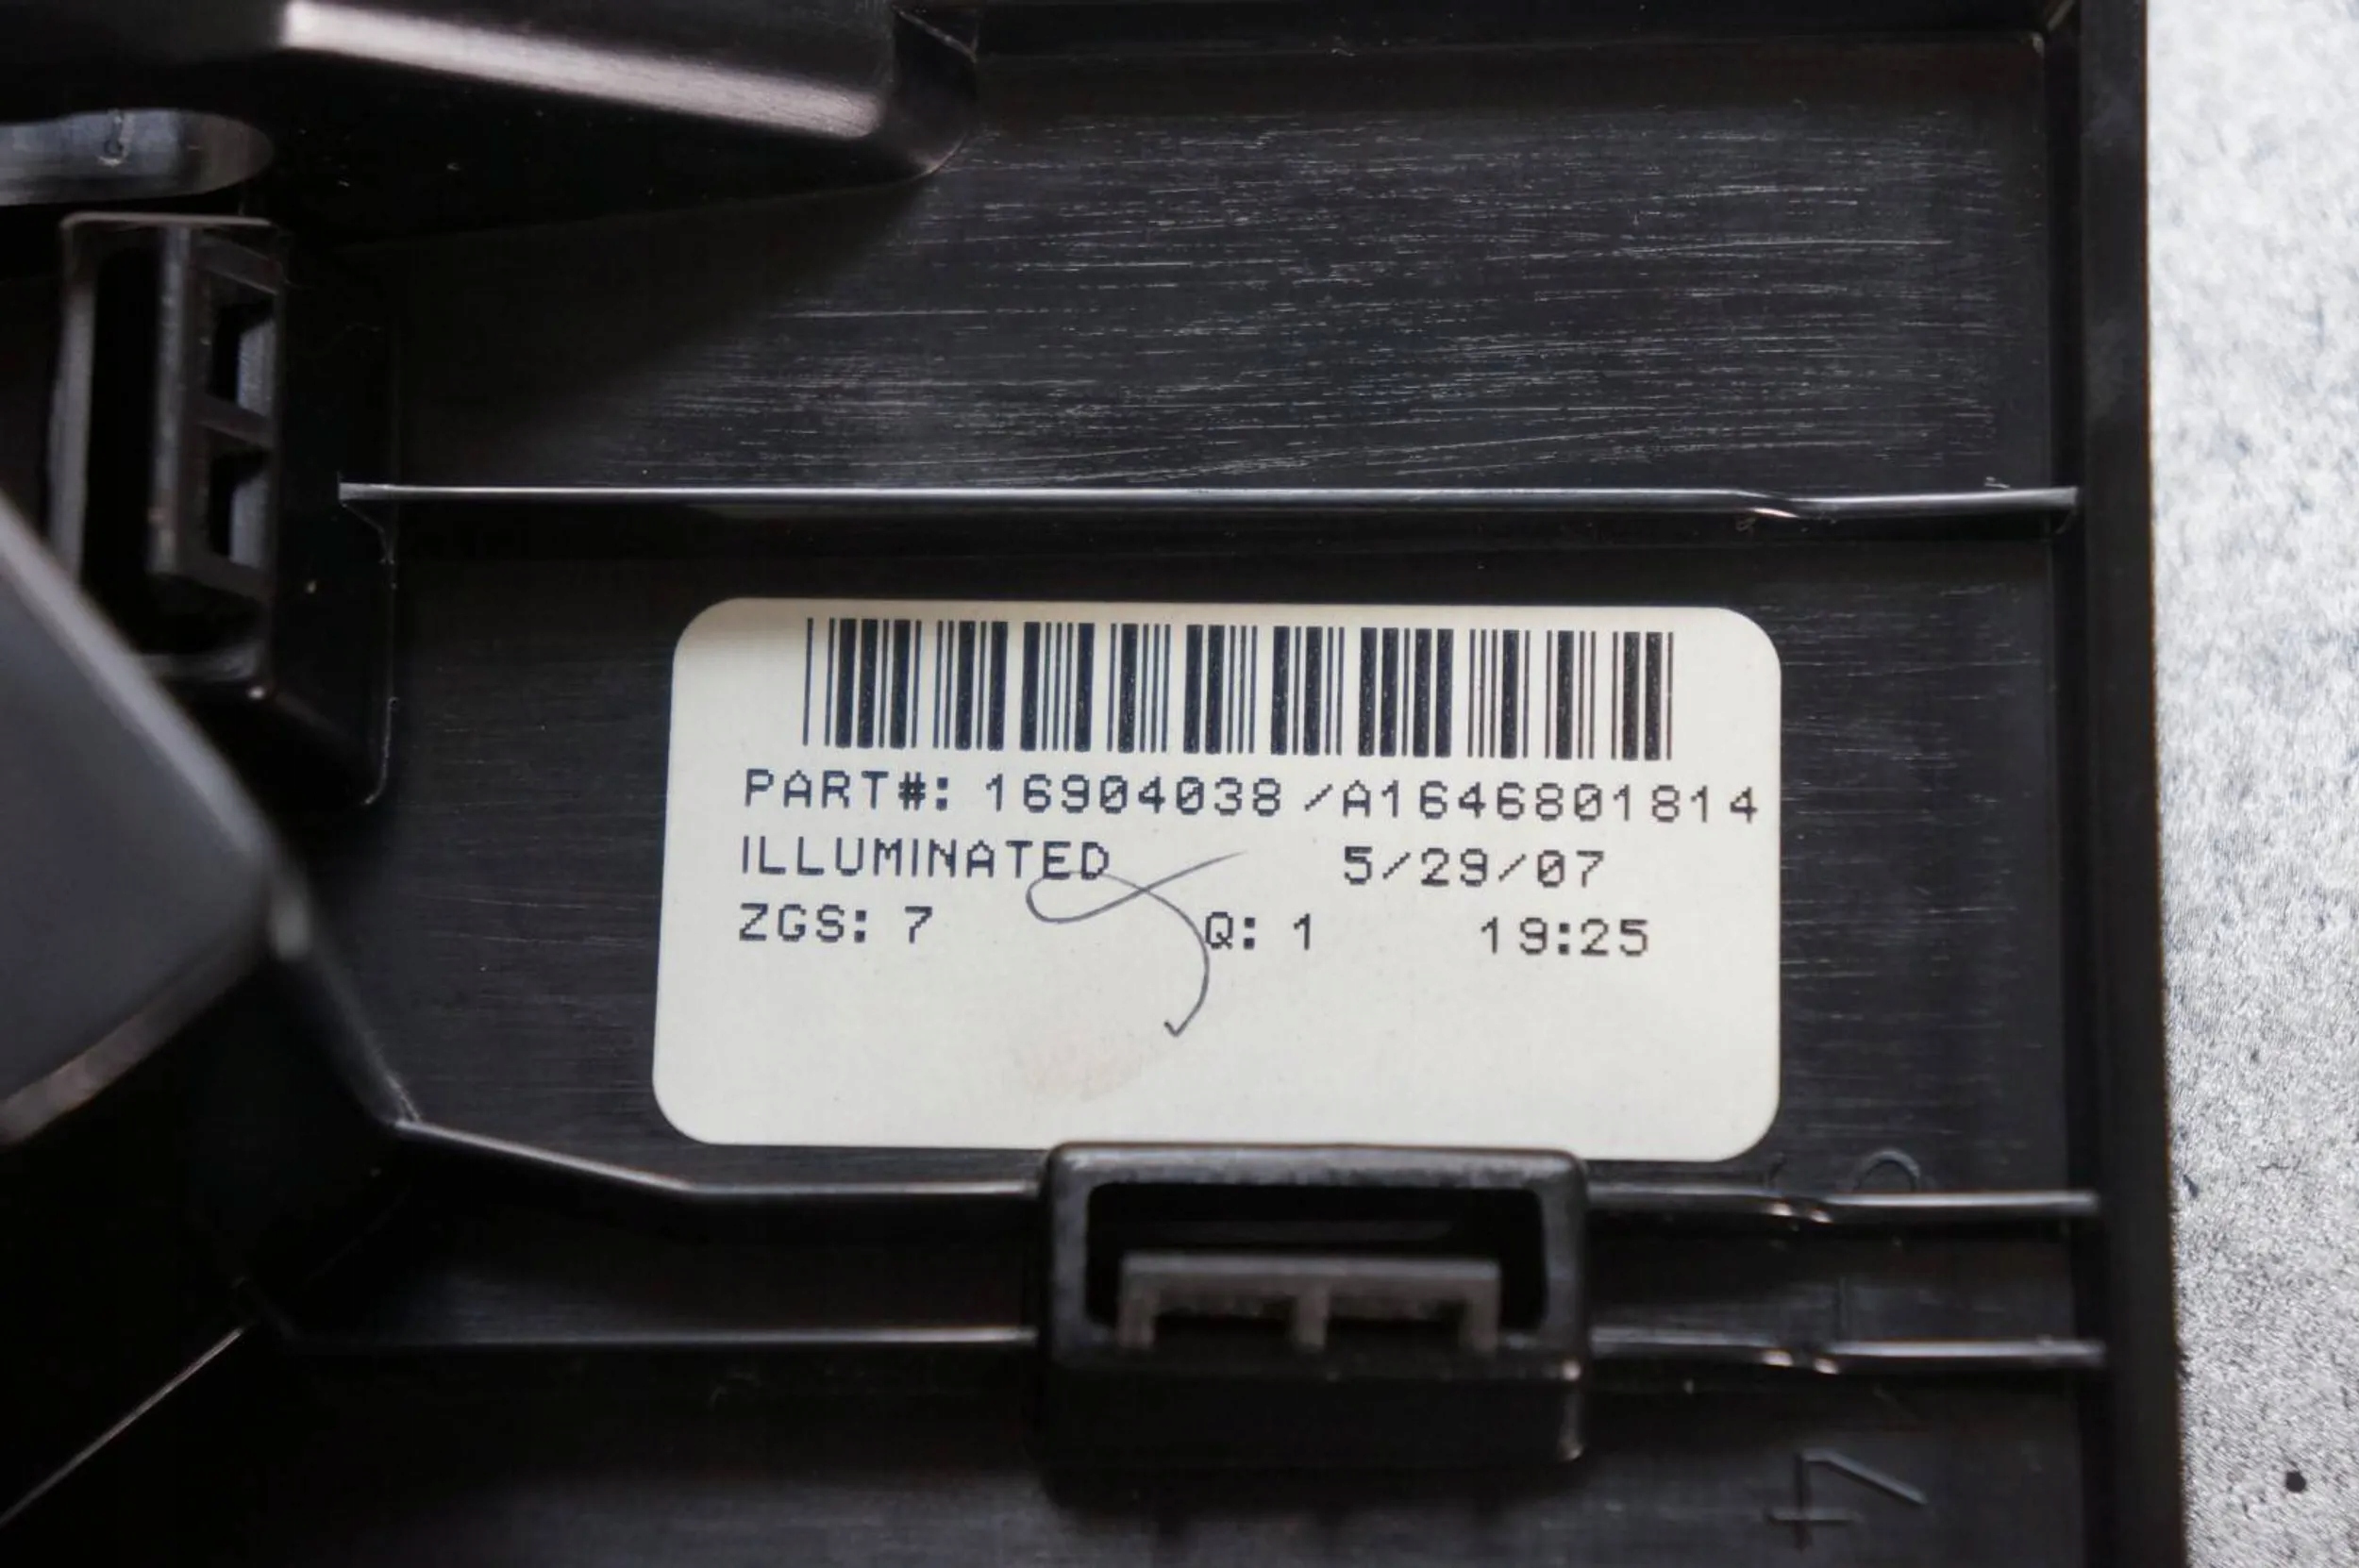 PART#: 16904038/A1646801814
ILLUMINATED 5/29/07
ZGS: 7 Q: 1 19:25